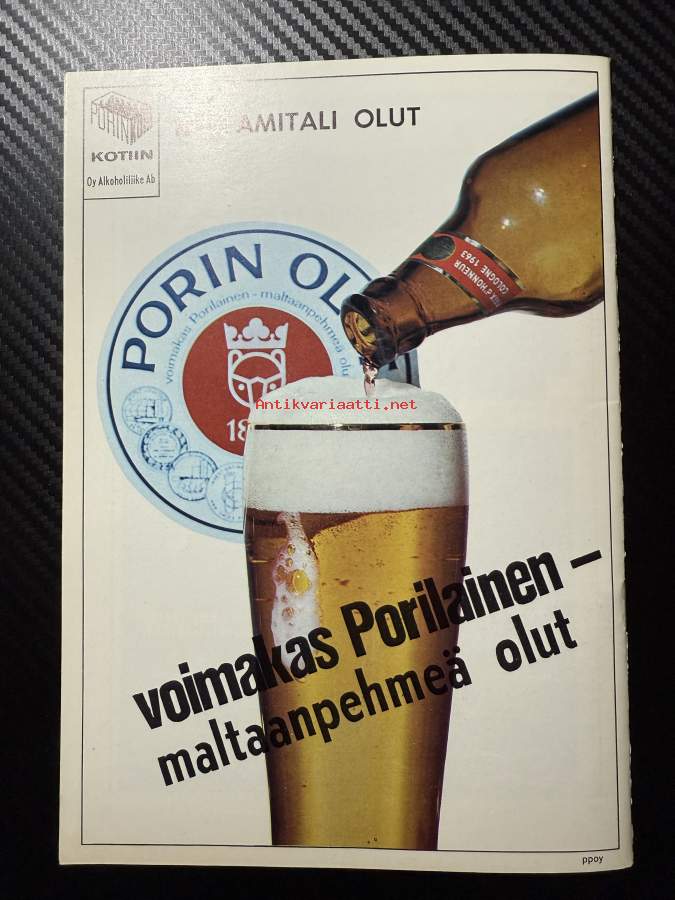 PORIN
KOTIIN
Oy Alkoholiliike Ab
AMITALI OLUT
COLOGNE 1963
D'HONNEUR
PORIN OL
voimakas Porilainen - maltaanpehmeä olu
18
Antikvariaatti.net
voimakas Porilainen –
maltaanpehmeä olut
ppoy